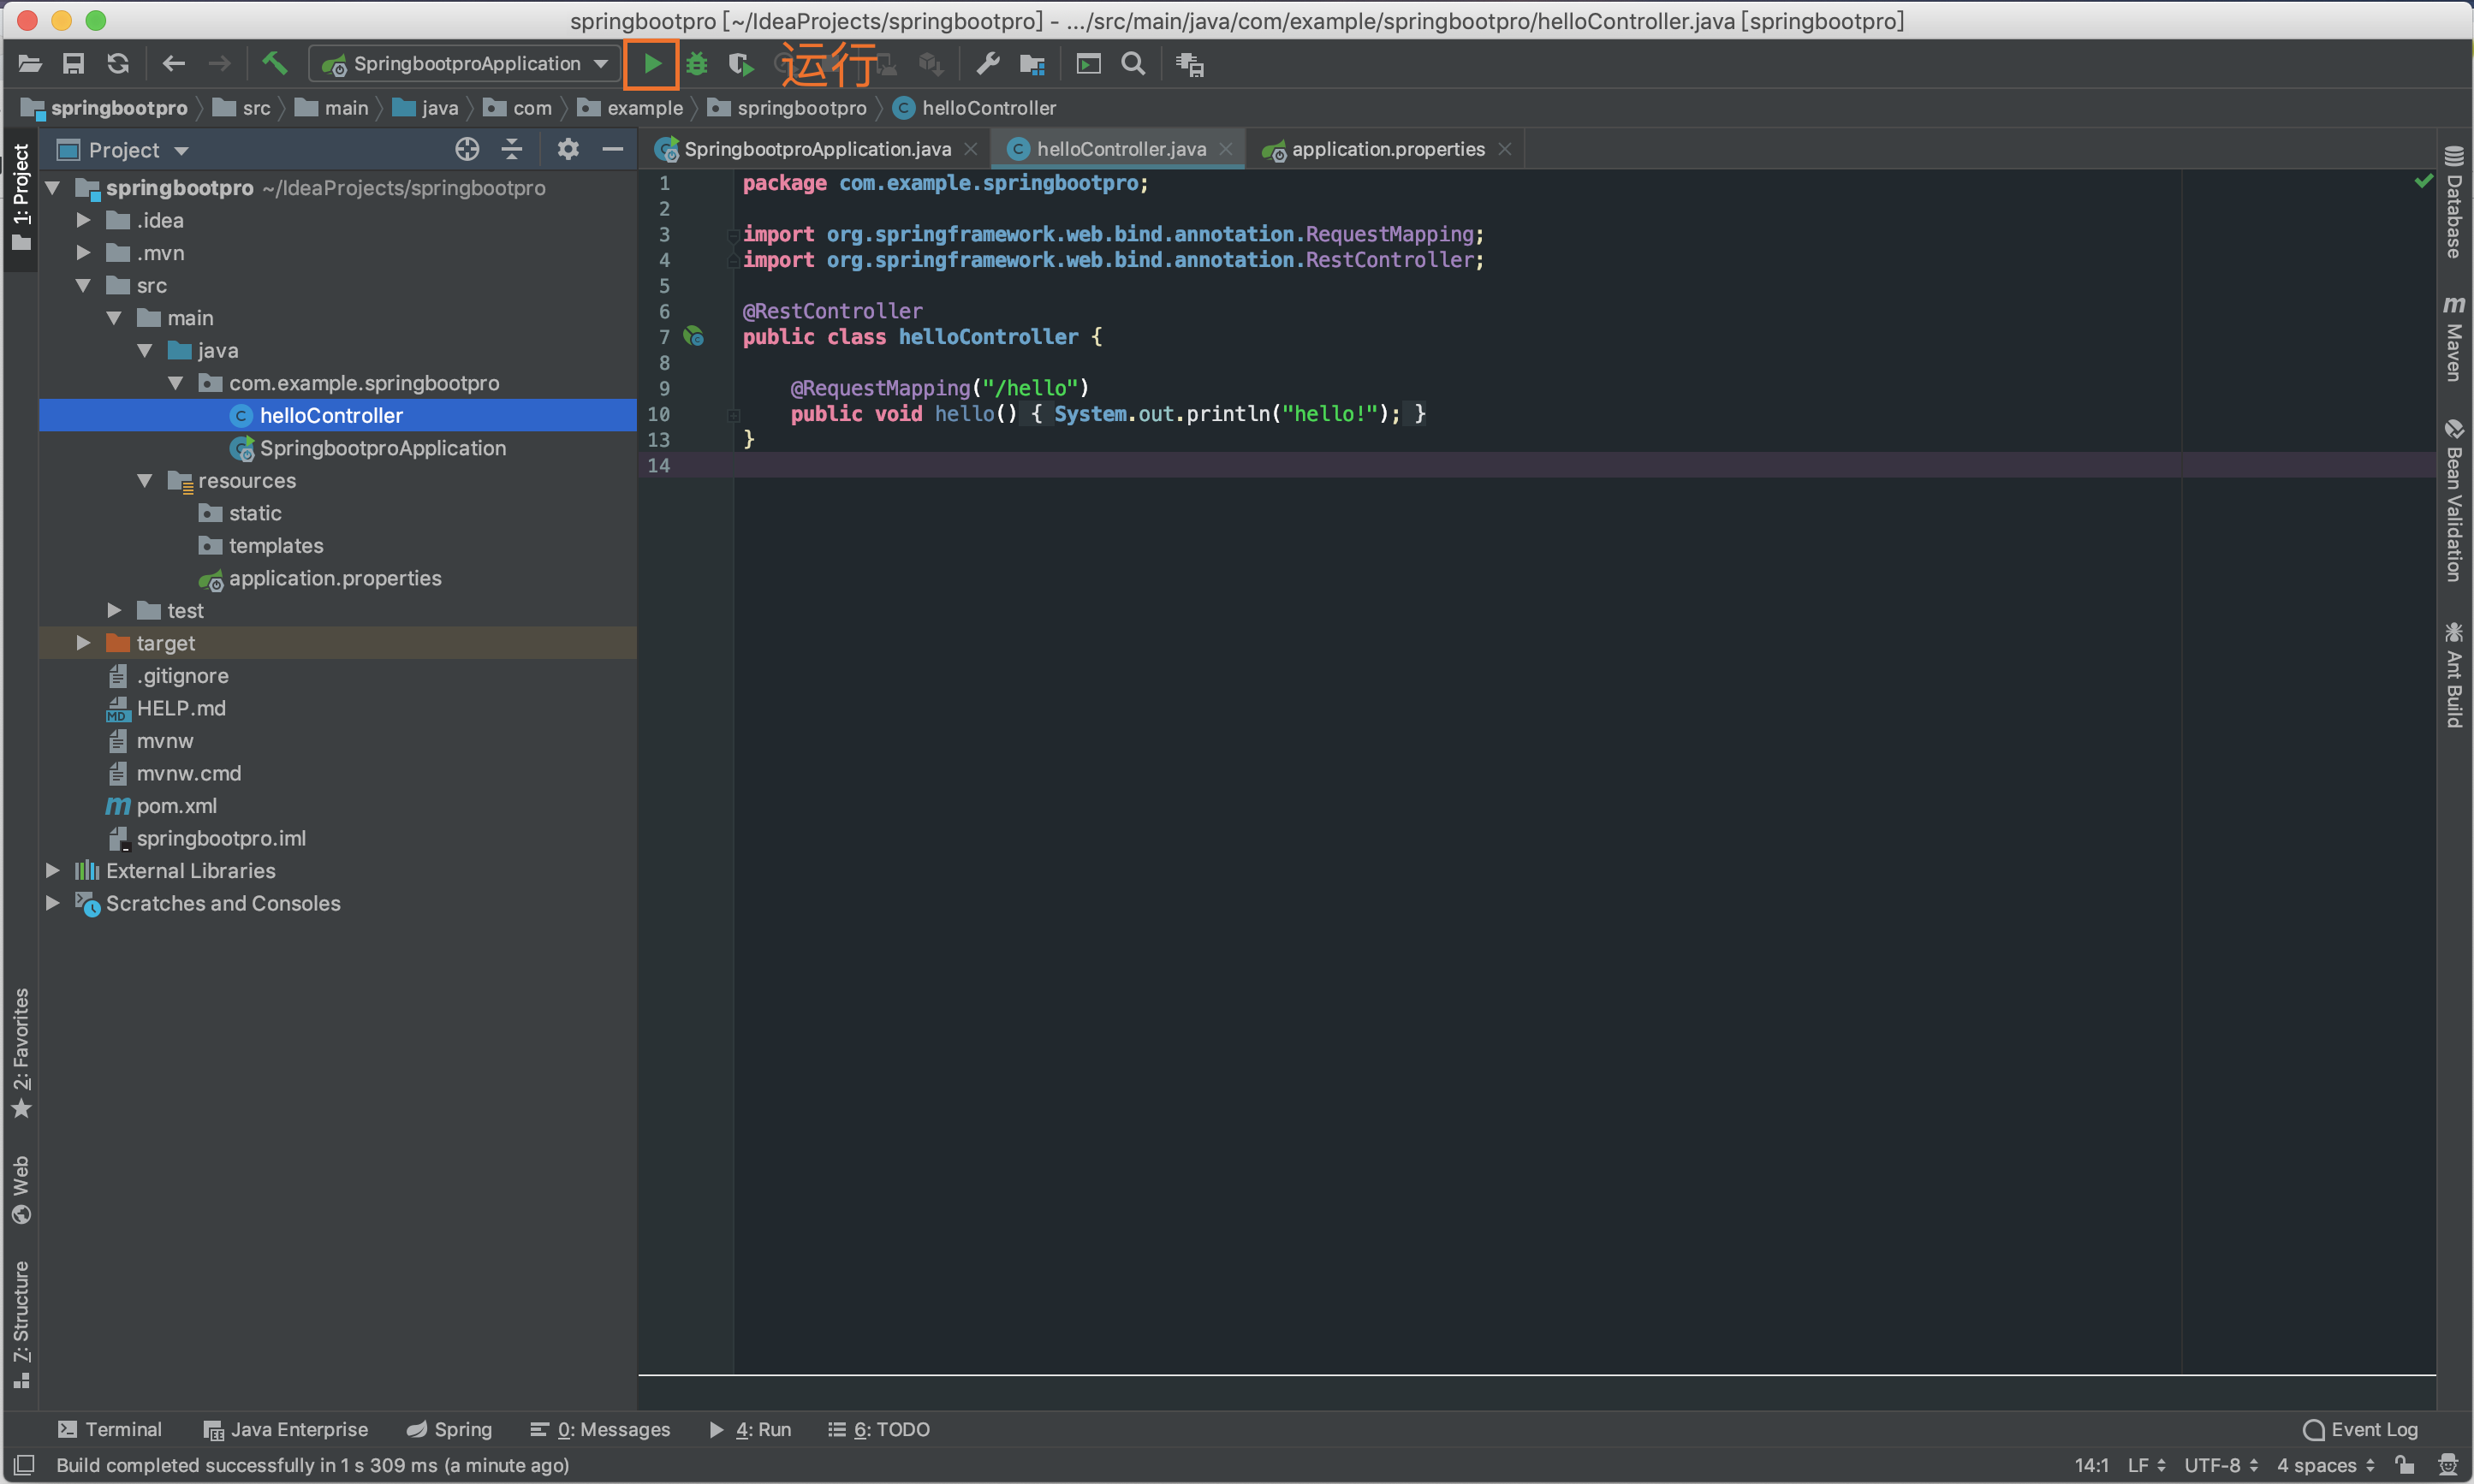 springbootpro [~/IdeaProjects/springbootpro] - .../src/main/java/com/example/springbootpro/helloController.java [springbootpro]
SpringbootproApplication
运行
springbootpro src main java com example springbootpro helloController
1: Project
Project
SpringbootproApplication.java
helloController.java
application.properties
springbootpro ~/IdeaProjects/springbootpro
.idea
.mvn
src
main
java
com.example.springbootpro
helloController
SpringbootproApplication
resources
static
templates
application.properties
test
target
.gitignore
HELP.md
mvnw
mvnw.cmd
pom.xml
springbootpro.iml
External Libraries
Scratches and Consoles
1 package com.example.springbootpro;
2
3 import org.springframework.web.bind.annotation.RequestMapping;
4 import org.springframework.web.bind.annotation.RestController;
5
6 @RestController
7 public class helloController {
8
9 @RequestMapping("/hello")
10 public void hello() { System.out.println("hello!"); }
13 }
14
Database
Maven
Bean Validation
Ant Build
2: Favorites
Web
7: Structure
Terminal
Java Enterprise
Spring
0: Messages
4: Run
6: TODO
Event Log
Build completed successfully in 1 s 309 ms (a minute ago)
14:1 LF UTF-8 4 spaces